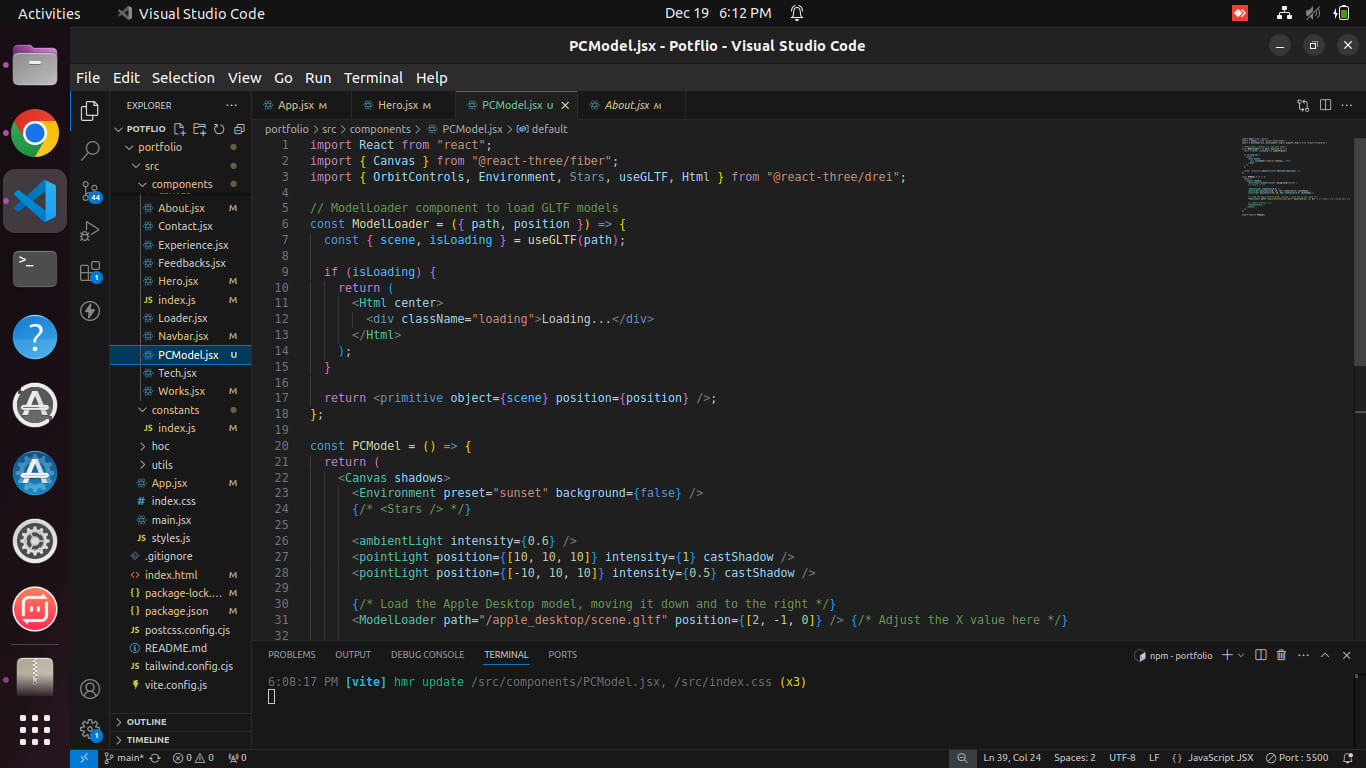 Activities Visual Studio Code Dec 19 6:12 PM
PCModel.jsx - Potflio - Visual Studio Code
File Edit Selection View Go Run Terminal Help
EXPLORER
POTFLIO
portfolio
src
components
About.jsx M
Contact.jsx
Experience.jsx
Feedbacks.jsx
Hero.jsx M
JS index.js M
Loader.jsx
Navbar.jsx M
PCModel.jsx U
Tech.jsx
Works.jsx M
constants
JS index.js M
hoc
utils
App.jsx M
# index.css
main.jsx
JS styles.js
.gitignore
<> index.html M
{} package-lock.... M
{} package.json M
JS postcss.config.cjs
README.md
JS tailwind.config.cjs
vite.config.js
OUTLINE
TIMELINE
44
1
1
App.jsx M Hero.jsx M PCModel.jsx U About.jsx M
portfolio > src > components > PCModel.jsx > default
1 import React from "react";
2 import { Canvas } from "@react-three/fiber";
3 import { OrbitControls, Environment, Stars, useGLTF, Html } from "@react-three/drei";
4
5 // ModelLoader component to load GLTF models
6 const ModelLoader = ({ path, position }) => {
7 const { scene, isLoading } = useGLTF(path);
8
9 if (isLoading) {
10 return (
11 <Html center>
12 <div className="loading">Loading...</div>
13 </Html>
14 );
15 }
16
17 return <primitive object={scene} position={position} />;
18 };
19
20 const PCModel = () => {
21 return (
22 <Canvas shadows>
23 <Environment preset="sunset" background={false} />
24 {/* <Stars /> */}
25
26 <ambientLight intensity={0.6} />
27 <pointLight position={[10, 10, 10]} intensity={1} castShadow />
28 <pointLight position={[-10, 10, 10]} intensity={0.5} castShadow />
29
30 {/* Load the Apple Desktop model, moving it down and to the right */}
31 <ModelLoader path="/apple_desktop/scene.gltf" position={[2, -1, 0]} /> {/* Adjust the X value here */}
32
PROBLEMS OUTPUT DEBUG CONSOLE TERMINAL PORTS npm - portfolio
6:08:17 PM [vite] hmr update /src/components/PCModel.jsx, /src/index.css (x3)
main* 0 0 0 Ln 39, Col 24 Spaces: 2 UTF-8 LF {} JavaScript JSX Port : 5500